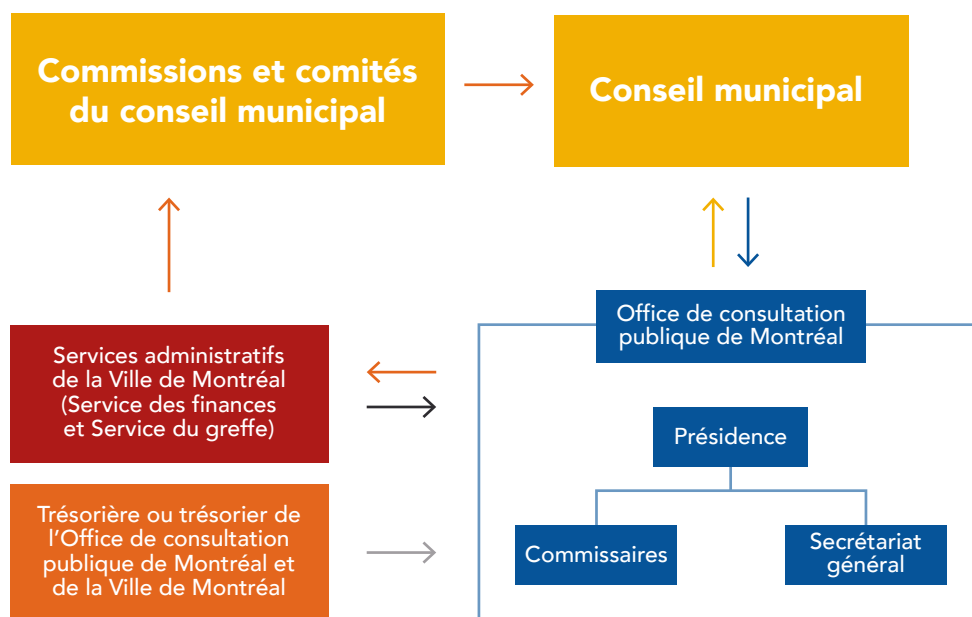 Commissions et comités
du conseil municipal
Conseil municipal
Office de consultation
publique de Montréal
Services administratifs
de la Ville de Montréal
(Service des finances
et Service du greffe)
Présidence
Trésorière ou trésorier de
l'Office de consultation
publique de Montréal et
de la Ville de Montréal
Commissaires
Secrétariat
général